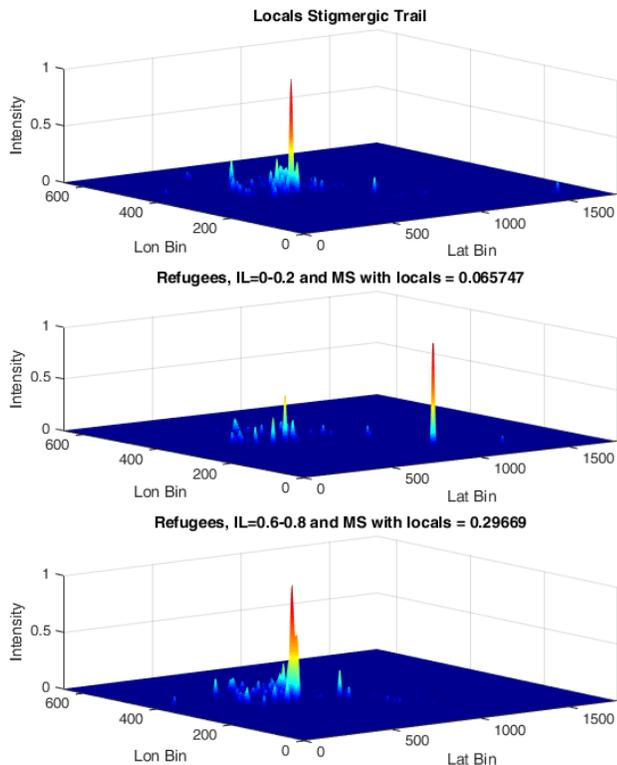 Locals Stigmergic Trail
1
0.5
0
Intensity
600
400
200
0
Lon Bin
0
500
1000
1500
Lat Bin
Refugees, IL=0-0.2 and MS with locals = 0.065747
1
0.5
0
Intensity
600
400
200
0
Lon Bin
0
500
1000
1500
Lat Bin
Refugees, IL=0.6-0.8 and MS with locals = 0.29669
1
0.5
0
Intensity
600
400
200
0
Lon Bin
0
500
1000
1500
Lat Bin